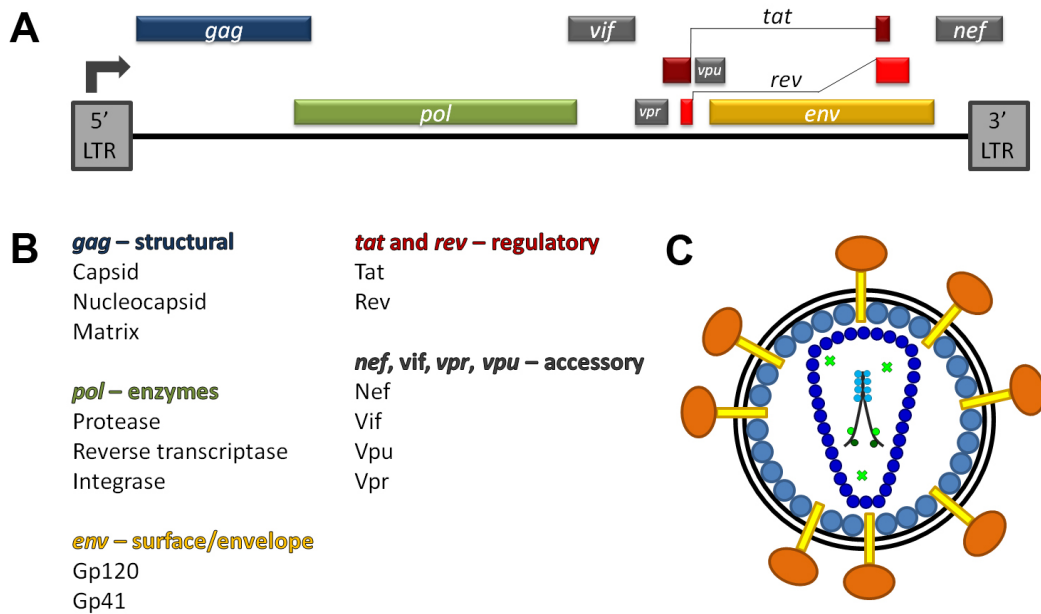 A
gag
vif
tat
nef
vpu
rev
5’
LTR
pol
vpr
env
3’
LTR
B
gag – structural
Capsid
Nucleocapsid
Matrix
pol – enzymes
Protease
Reverse transcriptase
Integrase
env – surface/envelope
Gp120
Gp41
tat and rev – regulatory
Tat
Rev
nef, vif, vpr, vpu – accessory
Nef
Vif
Vpu
Vpr
C